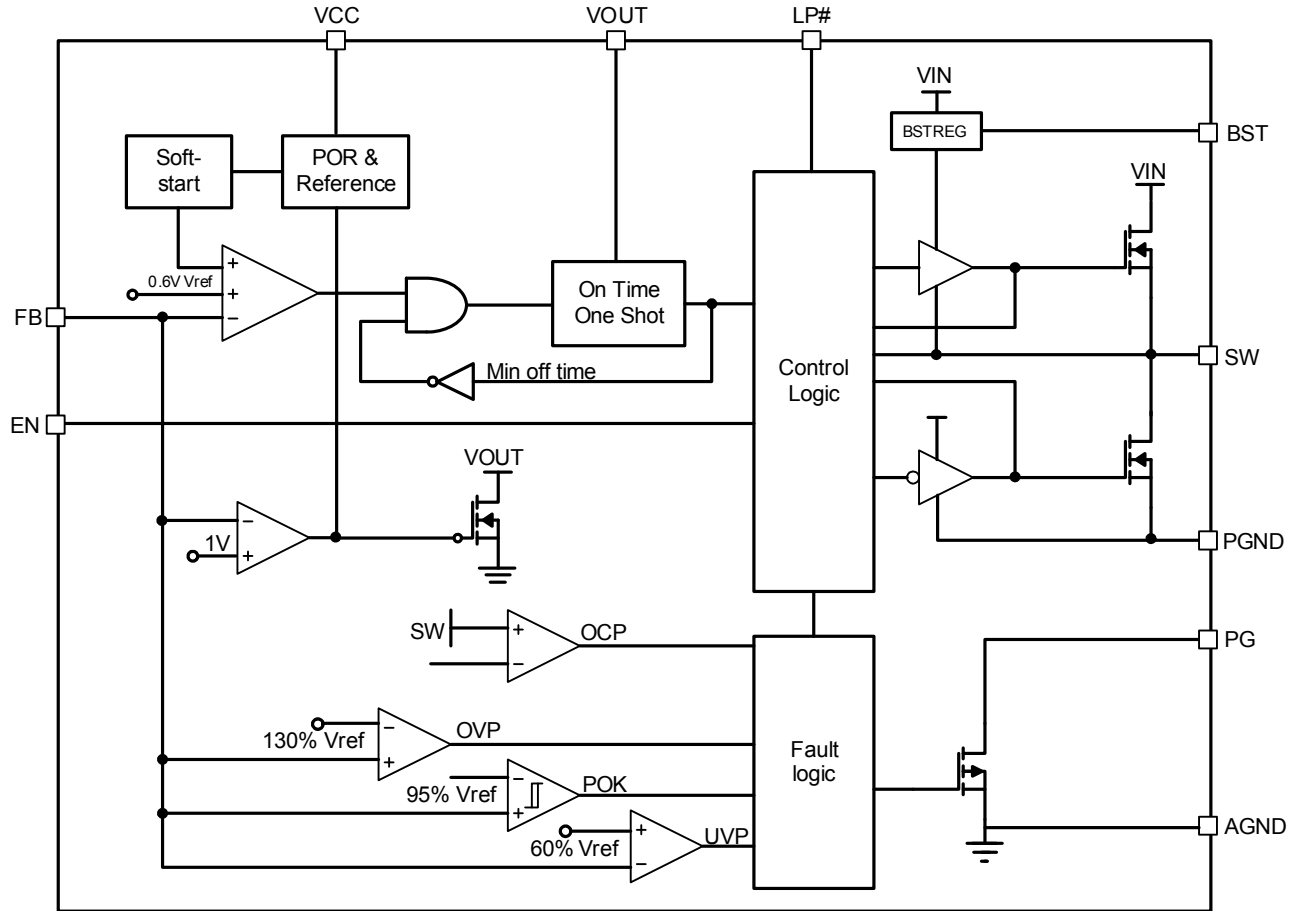 VCC
VOUT
LP#
VIN
BSTREG
BST
Soft-
start
POR &
Reference
VIN
+
0.6V Vref
+
−
FB
On Time
One Shot
Min off time
Control
Logic
SW
EN
VOUT
−
1V
+
PGND
SW
+
−
OCP
PG
130% Vref
−
+
OVP
Fault
logic
95% Vref
−
+
POK
60% Vref
+
−
UVP
AGND